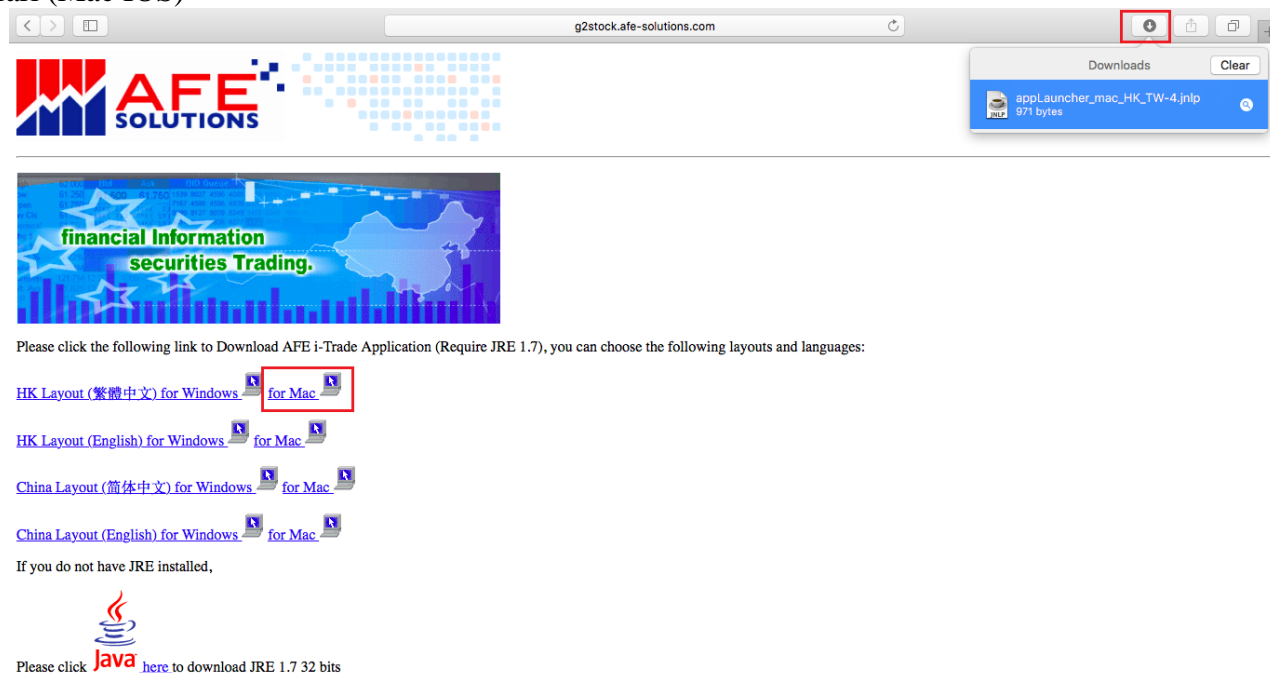 (Mac IOS)
g2stock.afe-solutions.com
Downloads Clear
appLauncher_mac_HK_TW-4.jnlp
971 bytes
JNLP
AFE
SOLUTIONS
financial Information
securities Trading.
Please click the following link to Download AFE i-Trade Application (Require JRE 1.7), you can choose the following layouts and languages:
HK Layout (繁體中文) for Windows for Mac
HK Layout (English) for Windows for Mac
China Layout (简体中文) for Windows for Mac
China Layout (English) for Windows for Mac
If you do not have JRE installed,
Java
Please click here to download JRE 1.7 32 bits